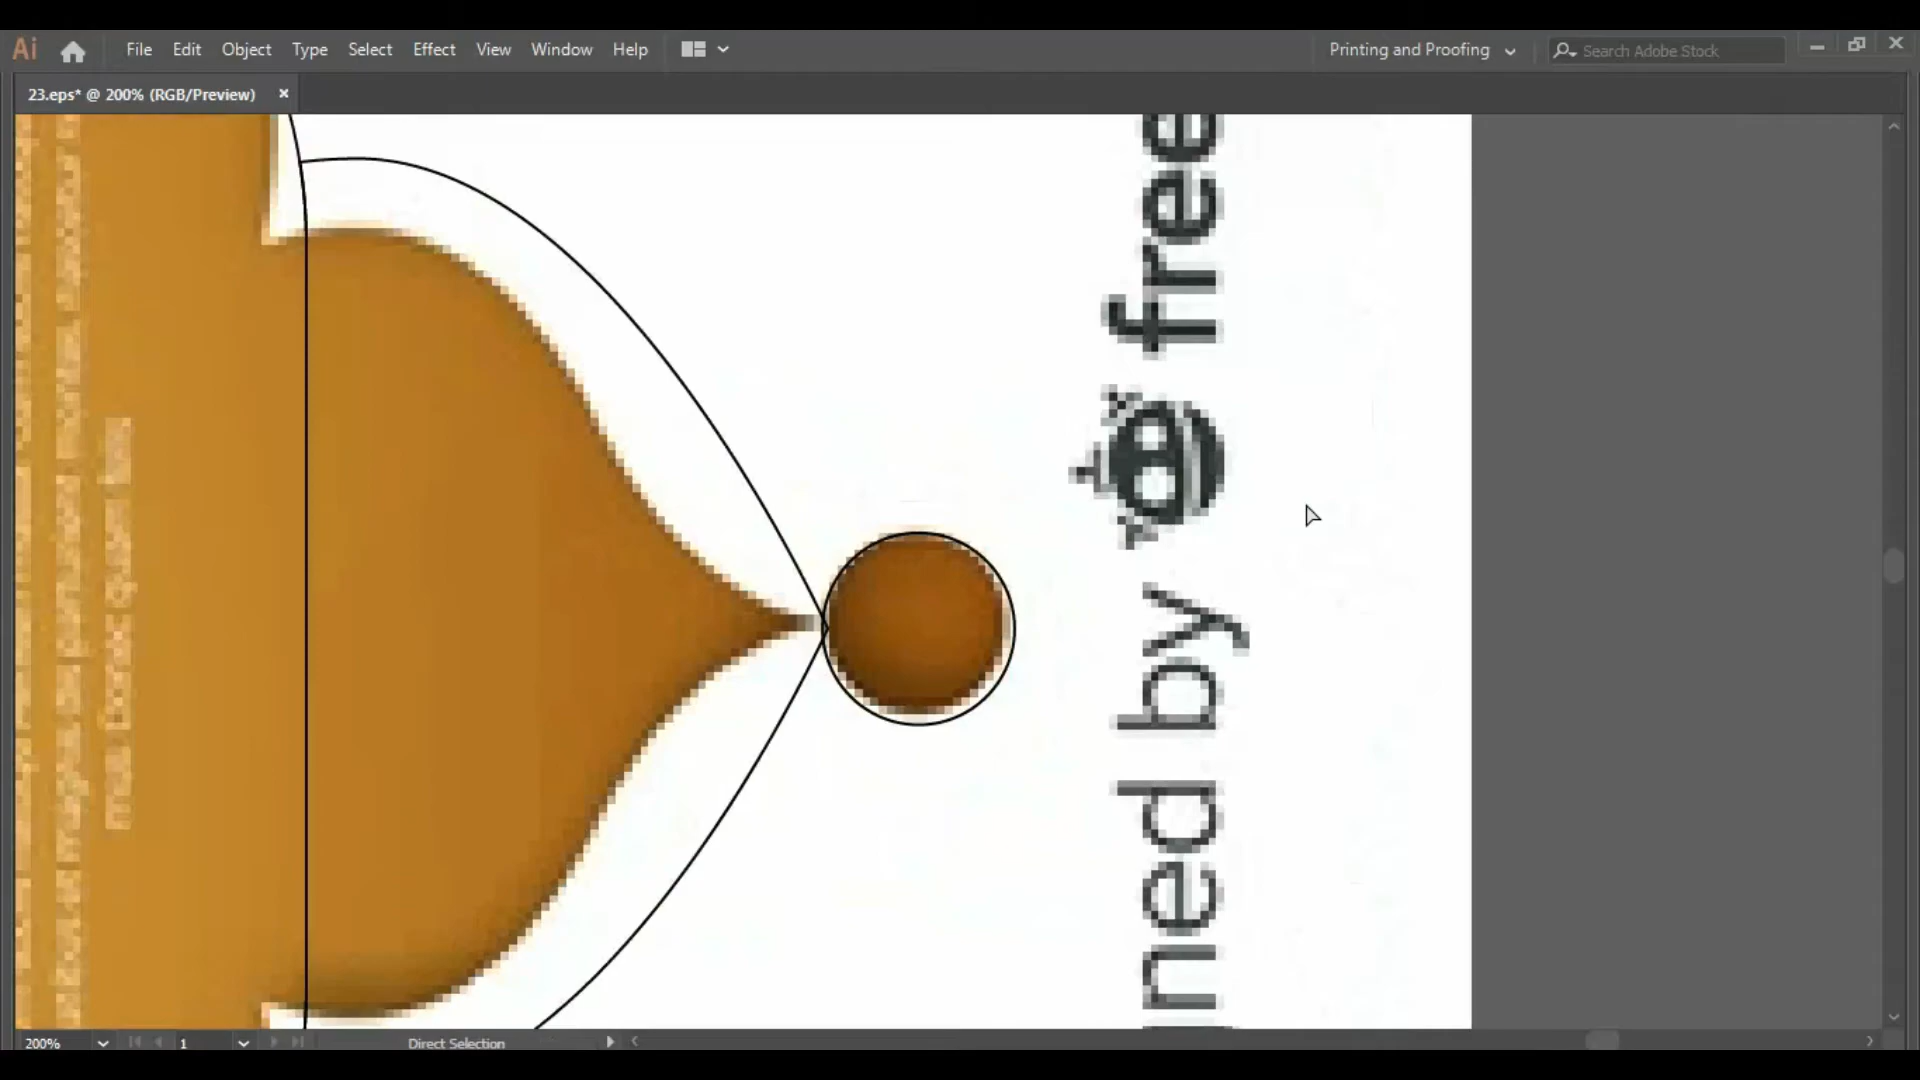 Ai File Edit Object Type Select Effect View Window Help Printing and Proofing Search Adobe Stock
23.eps* @ 200% (RGB/Preview) ×
gned by free
200% 1 Direct Selection